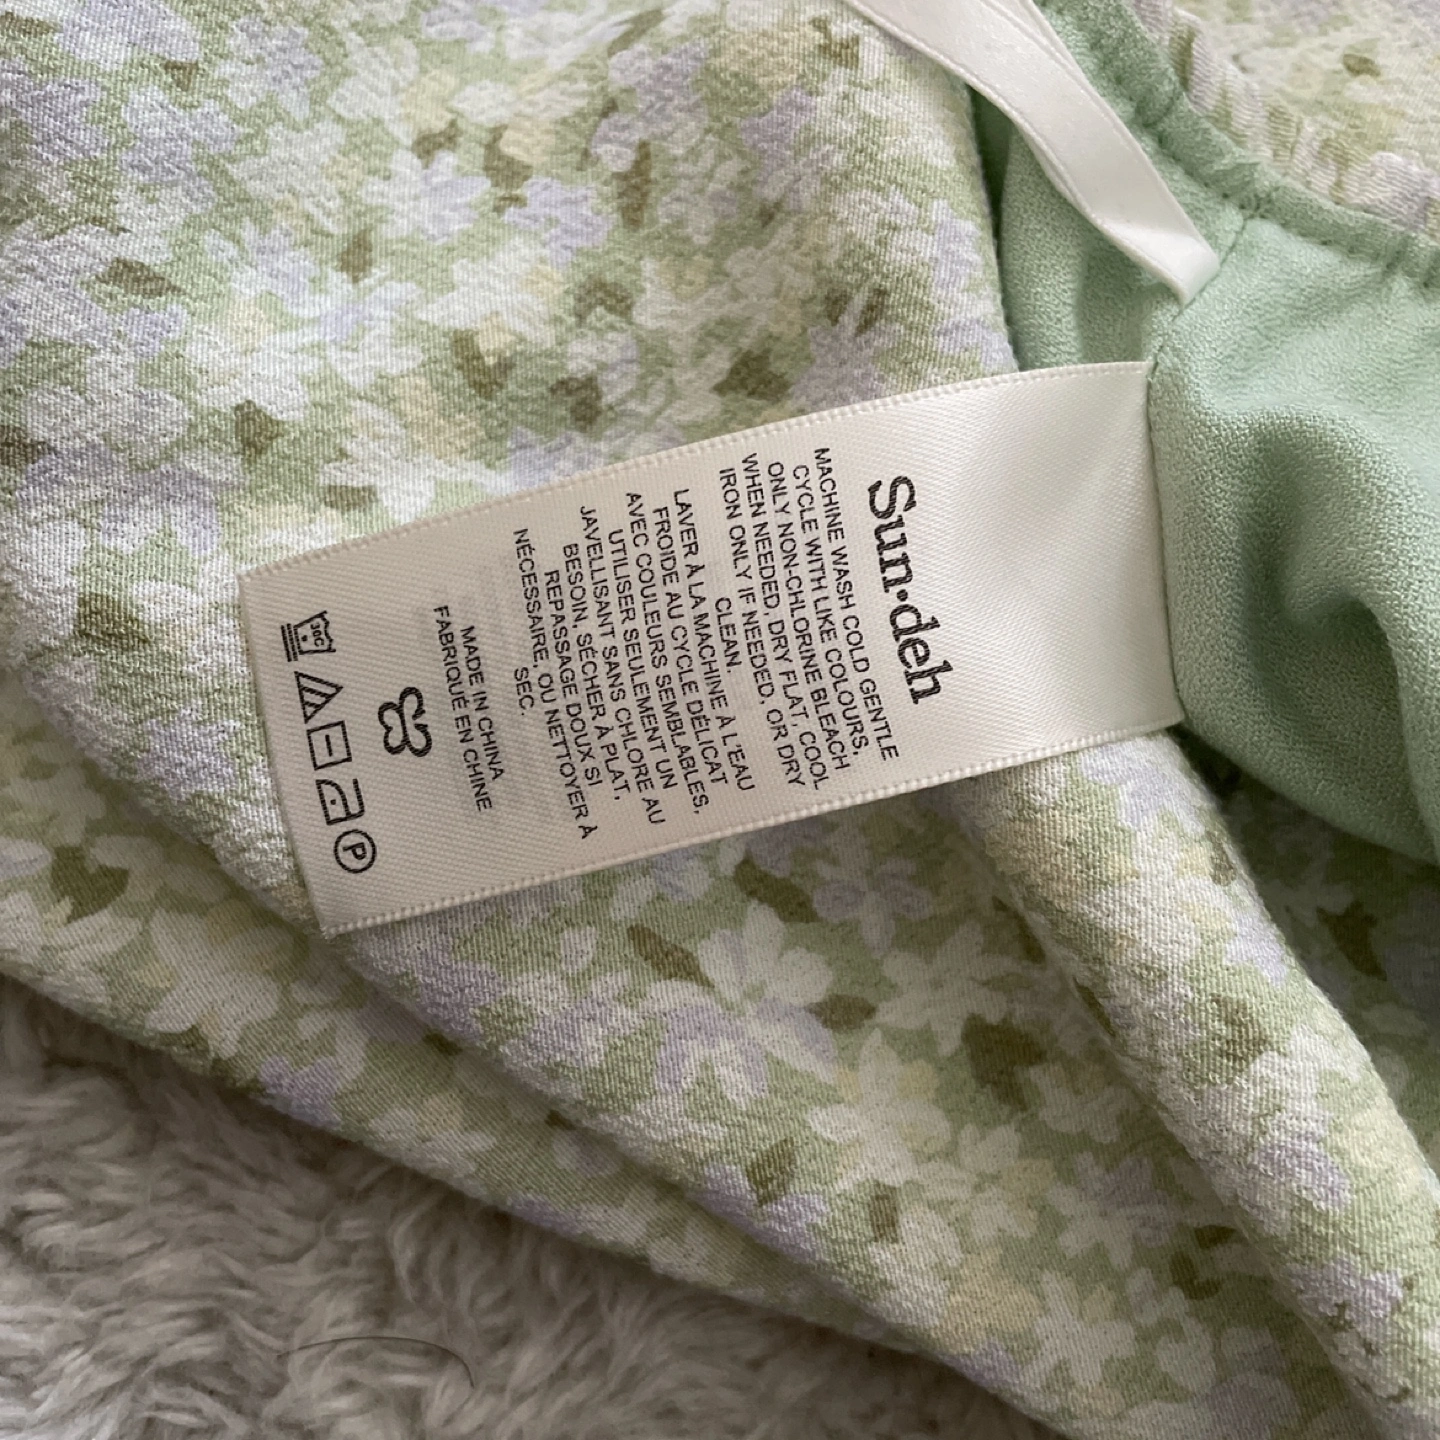 Sun·deh
MACHINE WASH COLD GENTLE
CYCLE WITH LIKE COLOURS,
ONLY NON-CHLORINE BLEACH
WHEN NEEDED, DRY FLAT, COOL
IRON ONLY IF NEEDED, OR DRY
CLEAN.
LAVER À LA MACHINE À L'EAU
FROIDE AU CYCLE DÉLICAT
AVEC COULEURS SEMBLABLES,
UTILISER SEULEMENT UN
JAVELLISANT SANS CHLORE AU
BESOIN, SÉCHER À PLAT,
REPASSAGE DOUX SI
NÉCESSAIRE, OU NETTOYER À
SEC.
MADE IN CHINA
FABRIQUÉ EN CHINE
30C
P